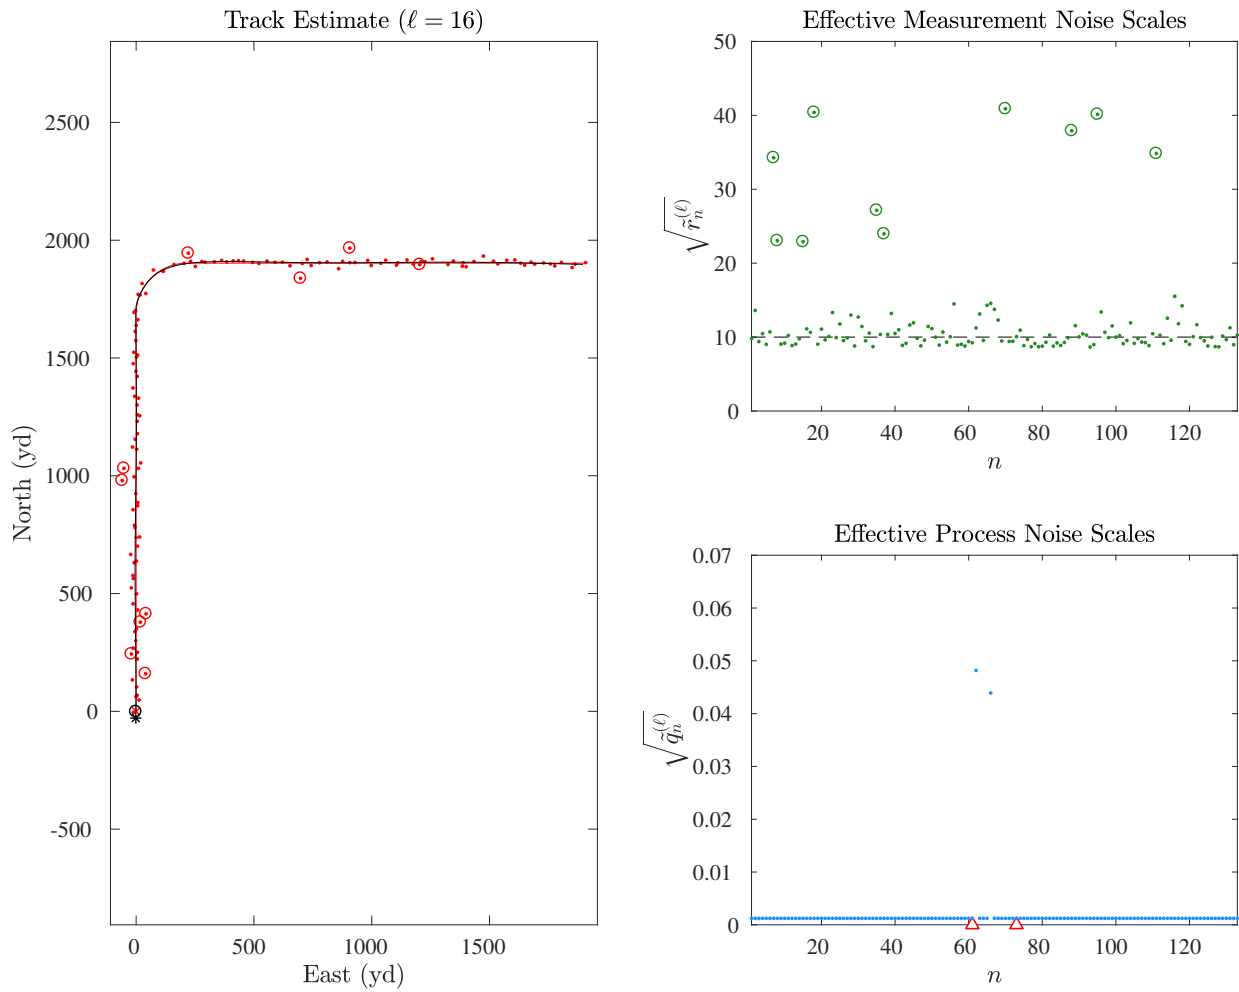 Track Estimate (ℓ = 16)
2500
2000
1500
1000
500
0
-500
0 500 1000 1500
East (yd)
North (yd)
Effective Measurement Noise Scales
50
40
30
20
10
0
20 40 60 80 100 120
n
√r̃ₙ⁽ℓ⁾
Effective Process Noise Scales
0.07
0.06
0.05
0.04
0.03
0.02
0.01
0
20 40 60 80 100 120
n
√q̃ₙ⁽ℓ⁾